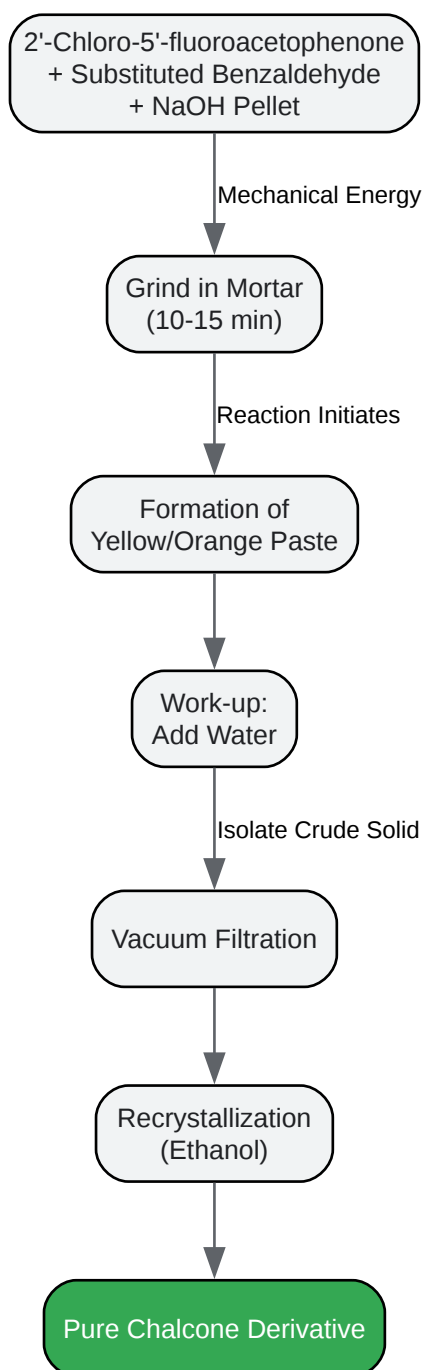 2'-Chloro-5'-fluoroacetophenone
+ Substituted Benzaldehyde
+ NaOH Pellet
Mechanical Energy
Grind in Mortar
(10-15 min)
Reaction Initiates
Formation of
Yellow/Orange Paste
Work-up:
Add Water
Isolate Crude Solid
Vacuum Filtration
Recrystallization
(Ethanol)
Pure Chalcone Derivative